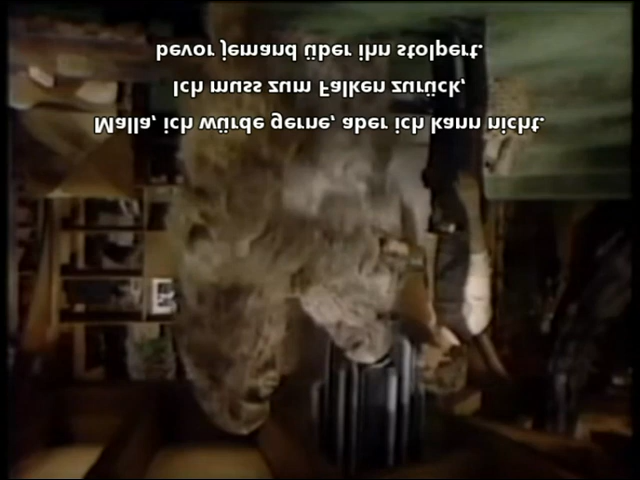 Malla, ich würde gerne, aber ich kann nicht.
Ich muss zum Falken zurück,
bevor jemand über ihn stolpert.